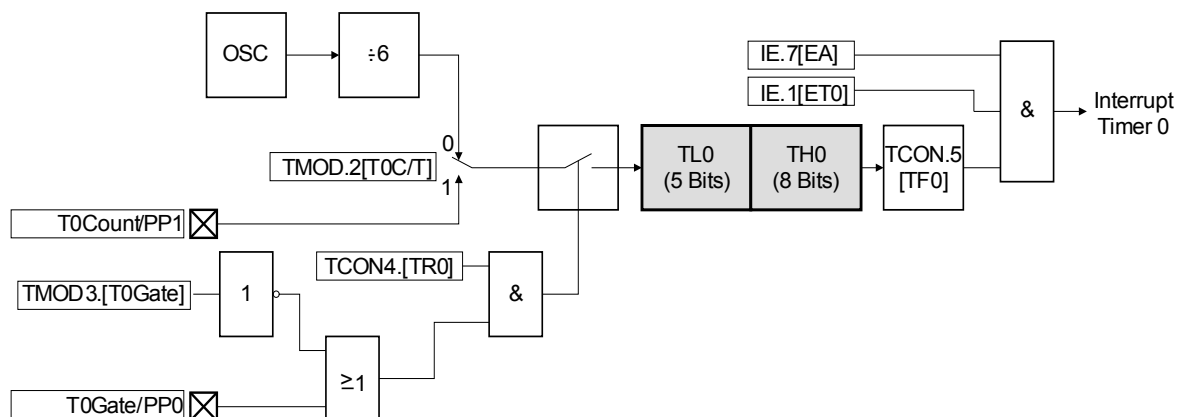 OSC
÷6
IE.7[EA]
IE.1[ET0]
&
Interrupt
Timer 0
0
TMOD.2[T0C/T]
1
TL0
(5 Bits)
TH0
(8 Bits)
TCON.5
[TF0]
T0Count/PP1
TCON4.[TR0]
&
TMOD3.[T0Gate]
1
≥1
T0Gate/PP0